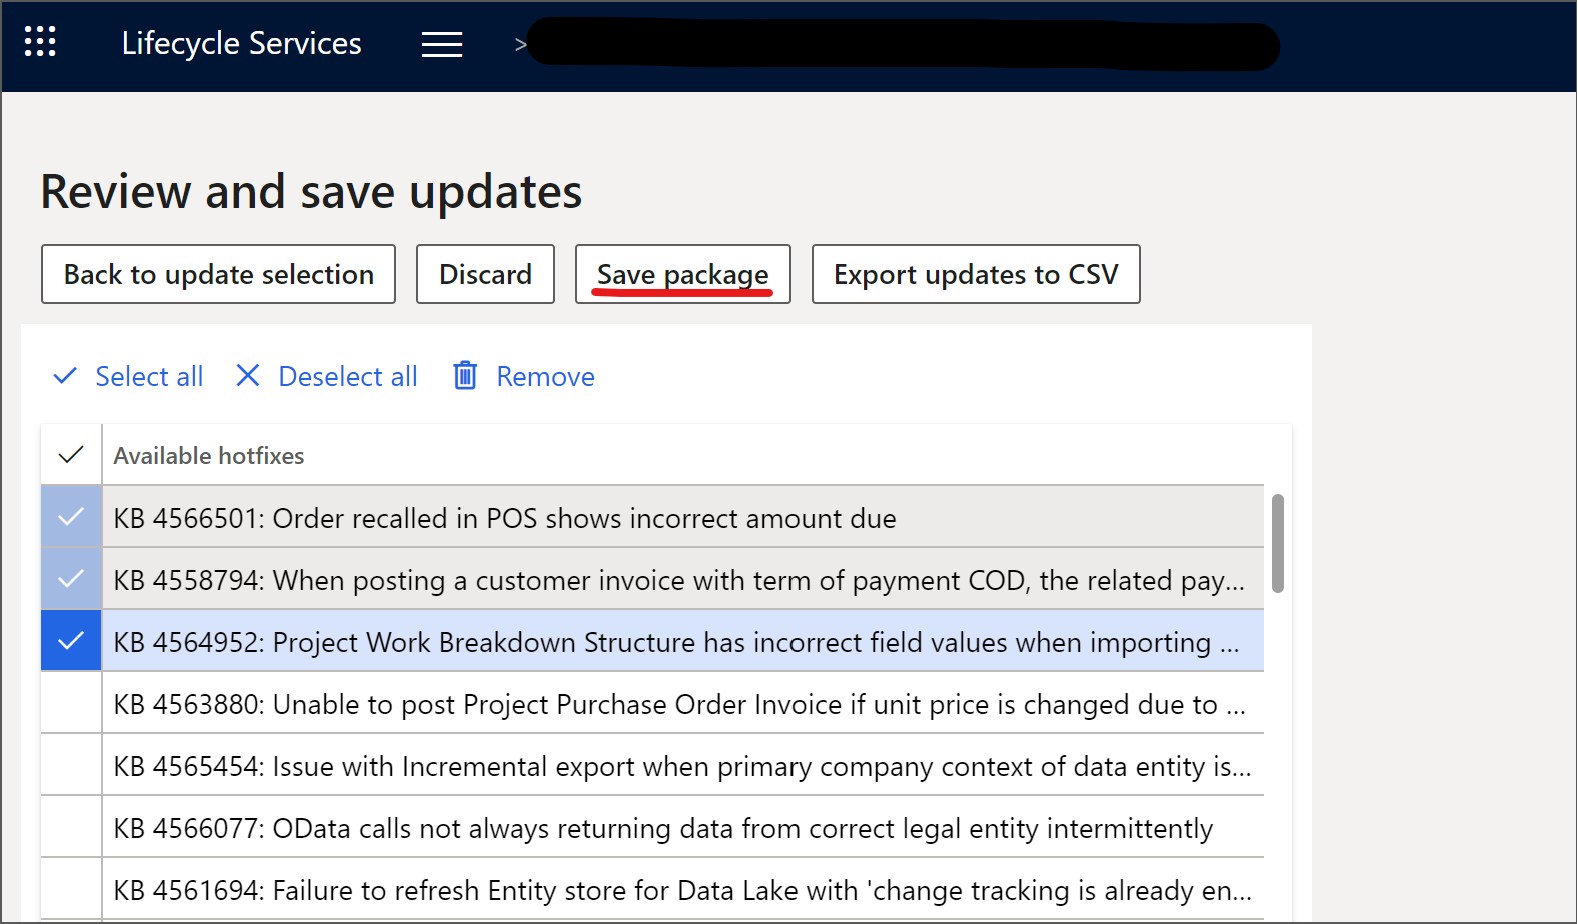 Lifecycle Services
>
Review and save updates
Back to update selection
Discard
Save package
Export updates to CSV
Select all
Deselect all
Remove
Available hotfixes
KB 4566501: Order recalled in POS shows incorrect amount due
KB 4558794: When posting a customer invoice with term of payment COD, the related pay...
KB 4564952: Project Work Breakdown Structure has incorrect field values when importing ...
KB 4563880: Unable to post Project Purchase Order Invoice if unit price is changed due to ...
KB 4565454: Issue with Incremental export when primary company context of data entity is...
KB 4566077: OData calls not always returning data from correct legal entity intermittently
KB 4561694: Failure to refresh Entity store for Data Lake with 'change tracking is already en...